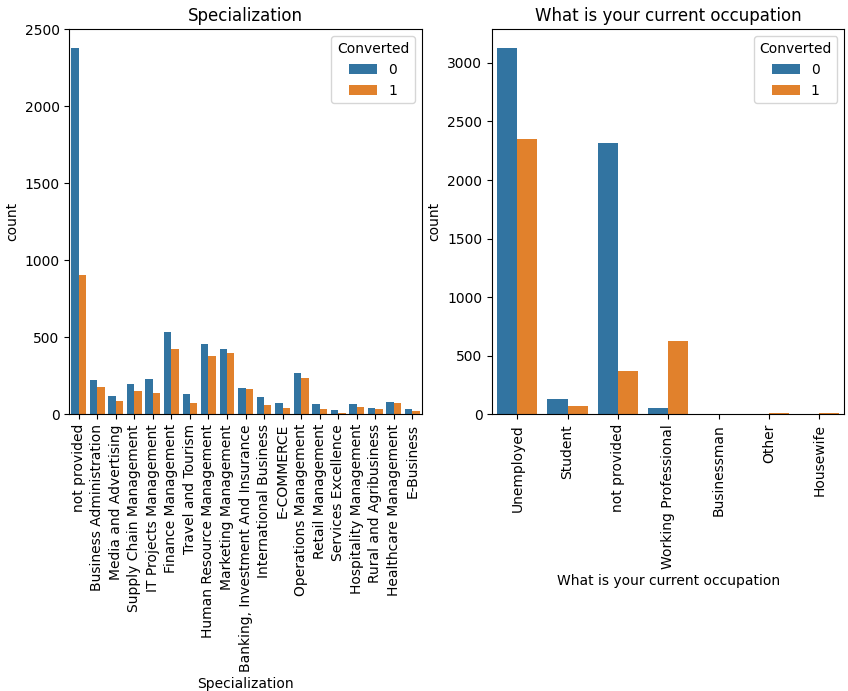 Specialization
count
2500
2000
1500
1000
500
0
Converted
0
1
not provided
Business Administration
Media and Advertising
Supply Chain Management
IT Projects Management
Finance Management
Travel and Tourism
Human Resource Management
Marketing Management
Banking, Investment And Insurance
International Business
E-COMMERCE
Operations Management
Retail Management
Services Excellence
Hospitality Management
Rural and Agribusiness
Healthcare Management
E-Business
Specialization
What is your current occupation
count
3000
2500
2000
1500
1000
500
0
Converted
0
1
Unemployed
Student
not provided
Working Professional
Businessman
Other
Housewife
What is your current occupation